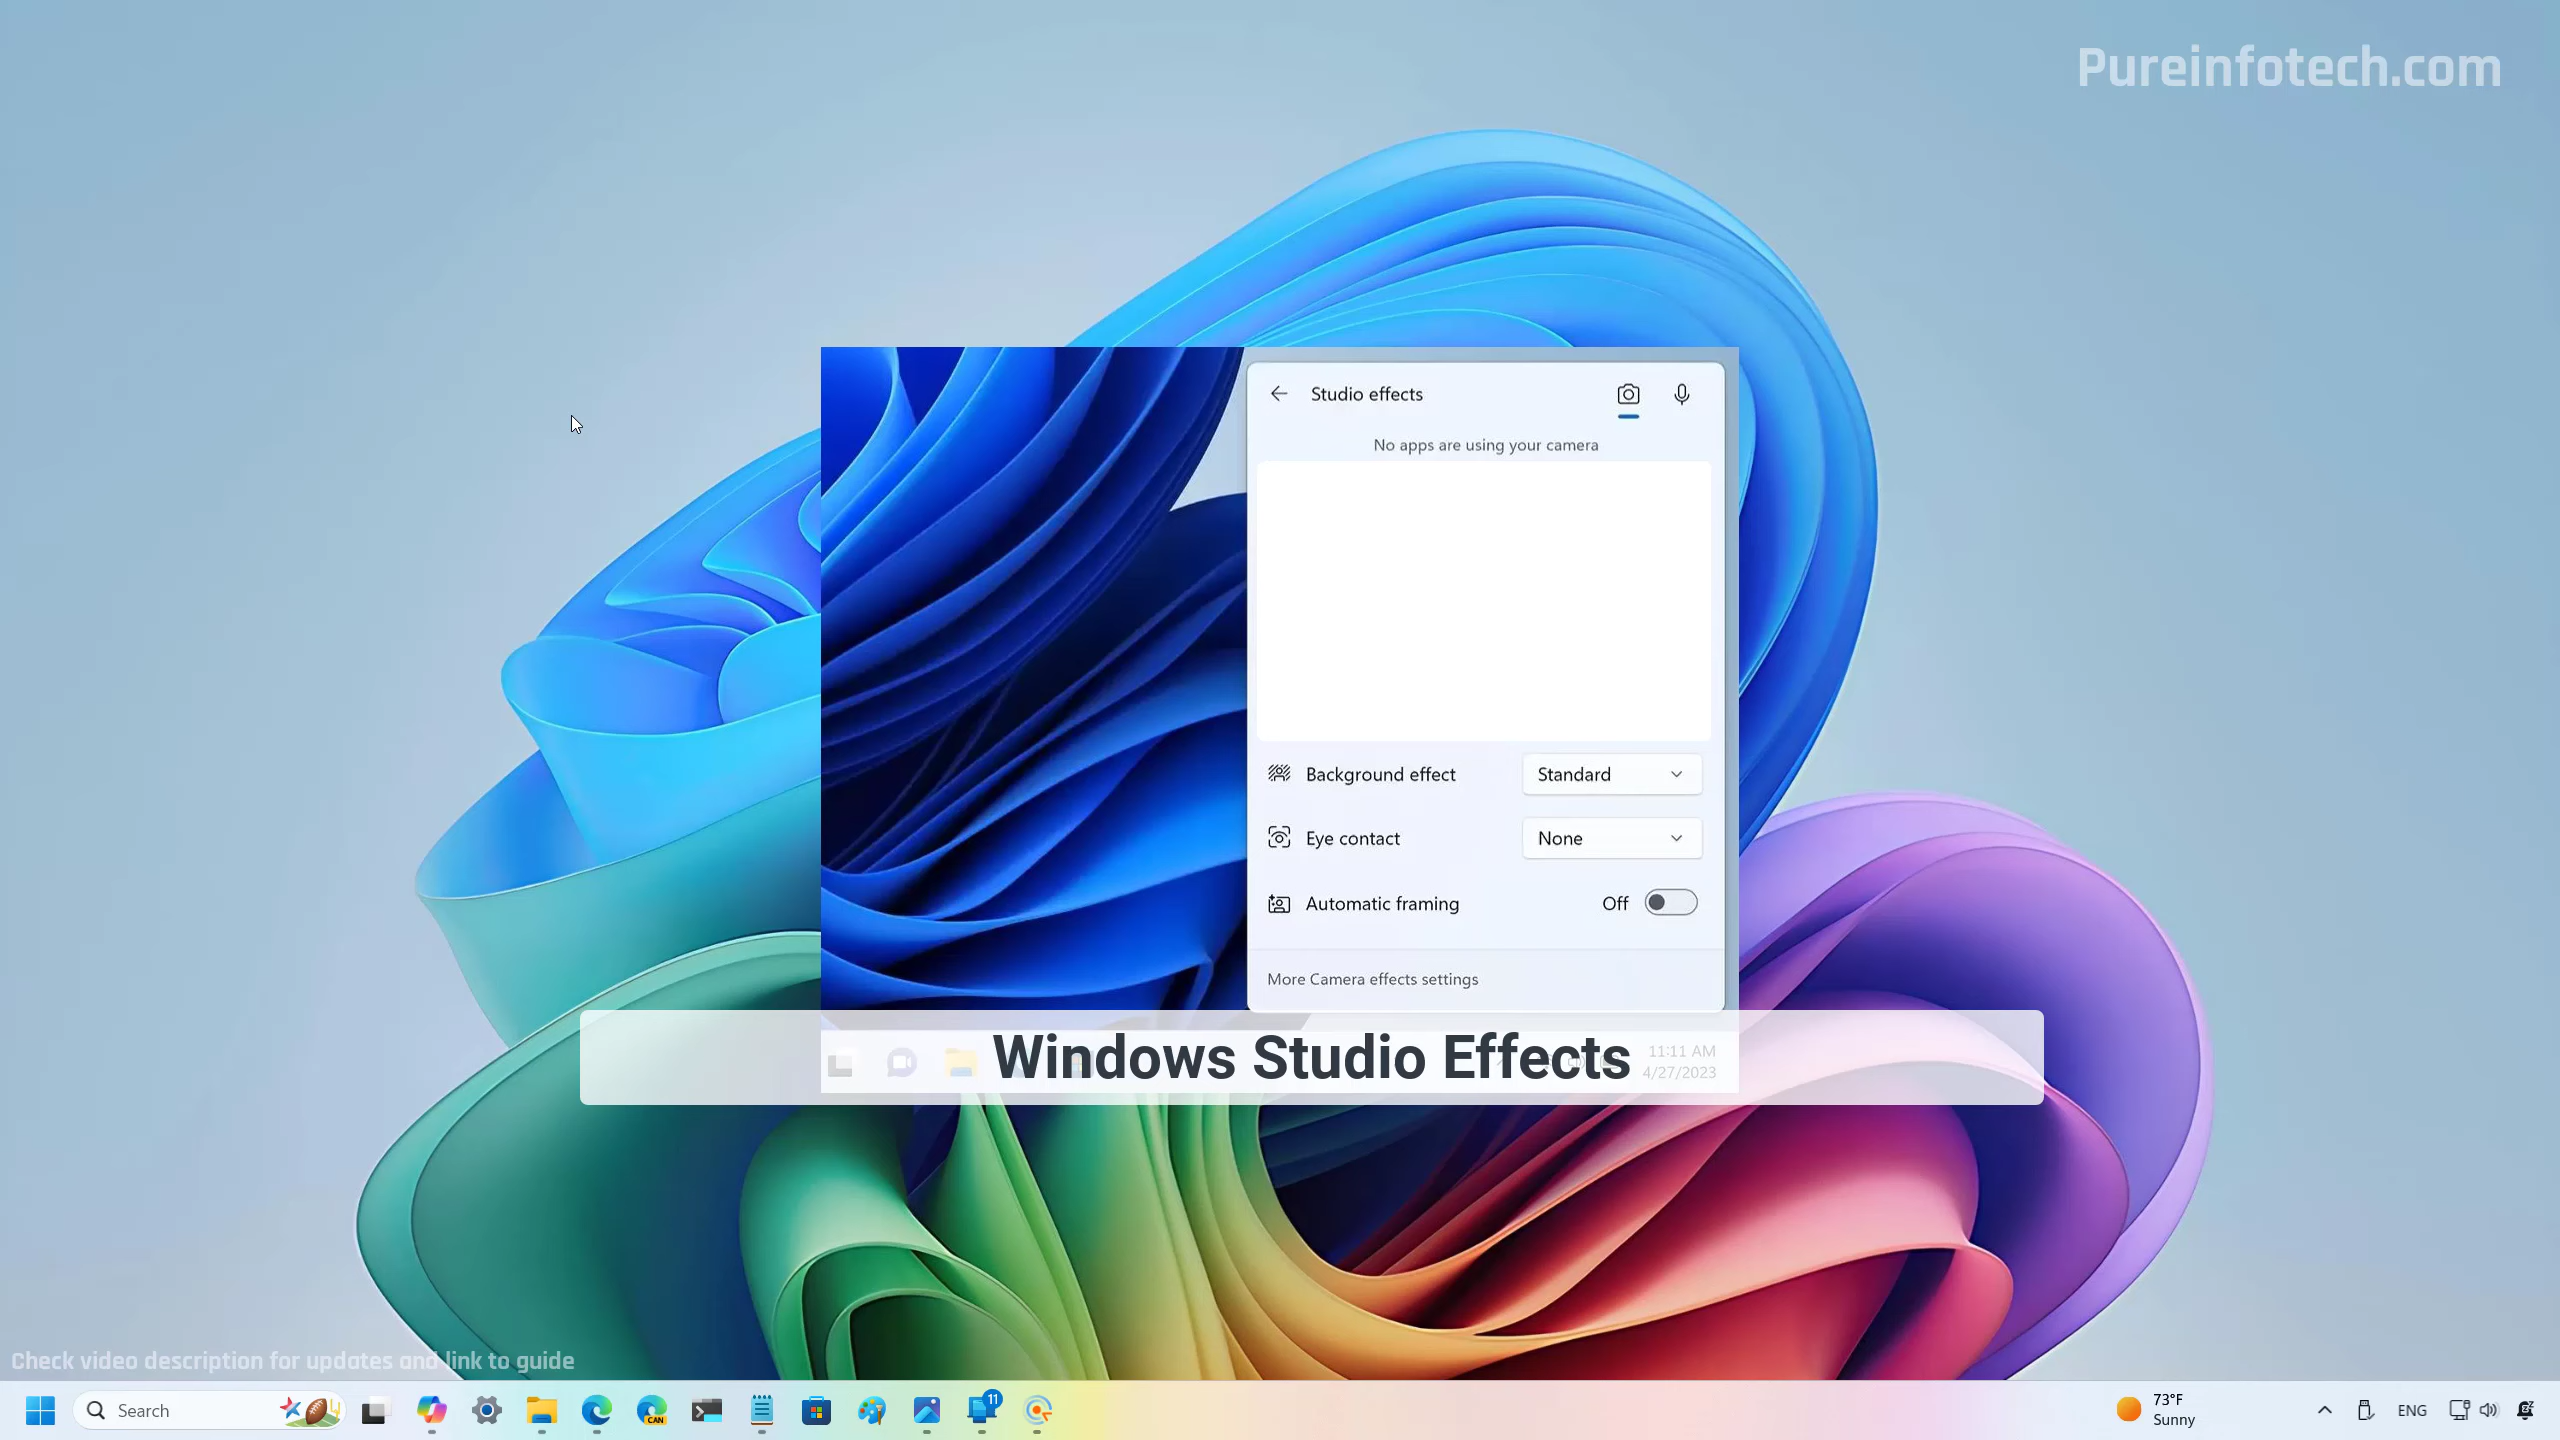 Pureinfotech.com
Studio effects
No apps are using your camera
Background effect
Standard
Eye contact
None
Automatic framing
Off
More Camera effects settings
Windows Studio Effects
11:11 AM
4/27/2023
Check video description for updates and link to guide
Search
CAN
11
73°F
Sunny
ENG